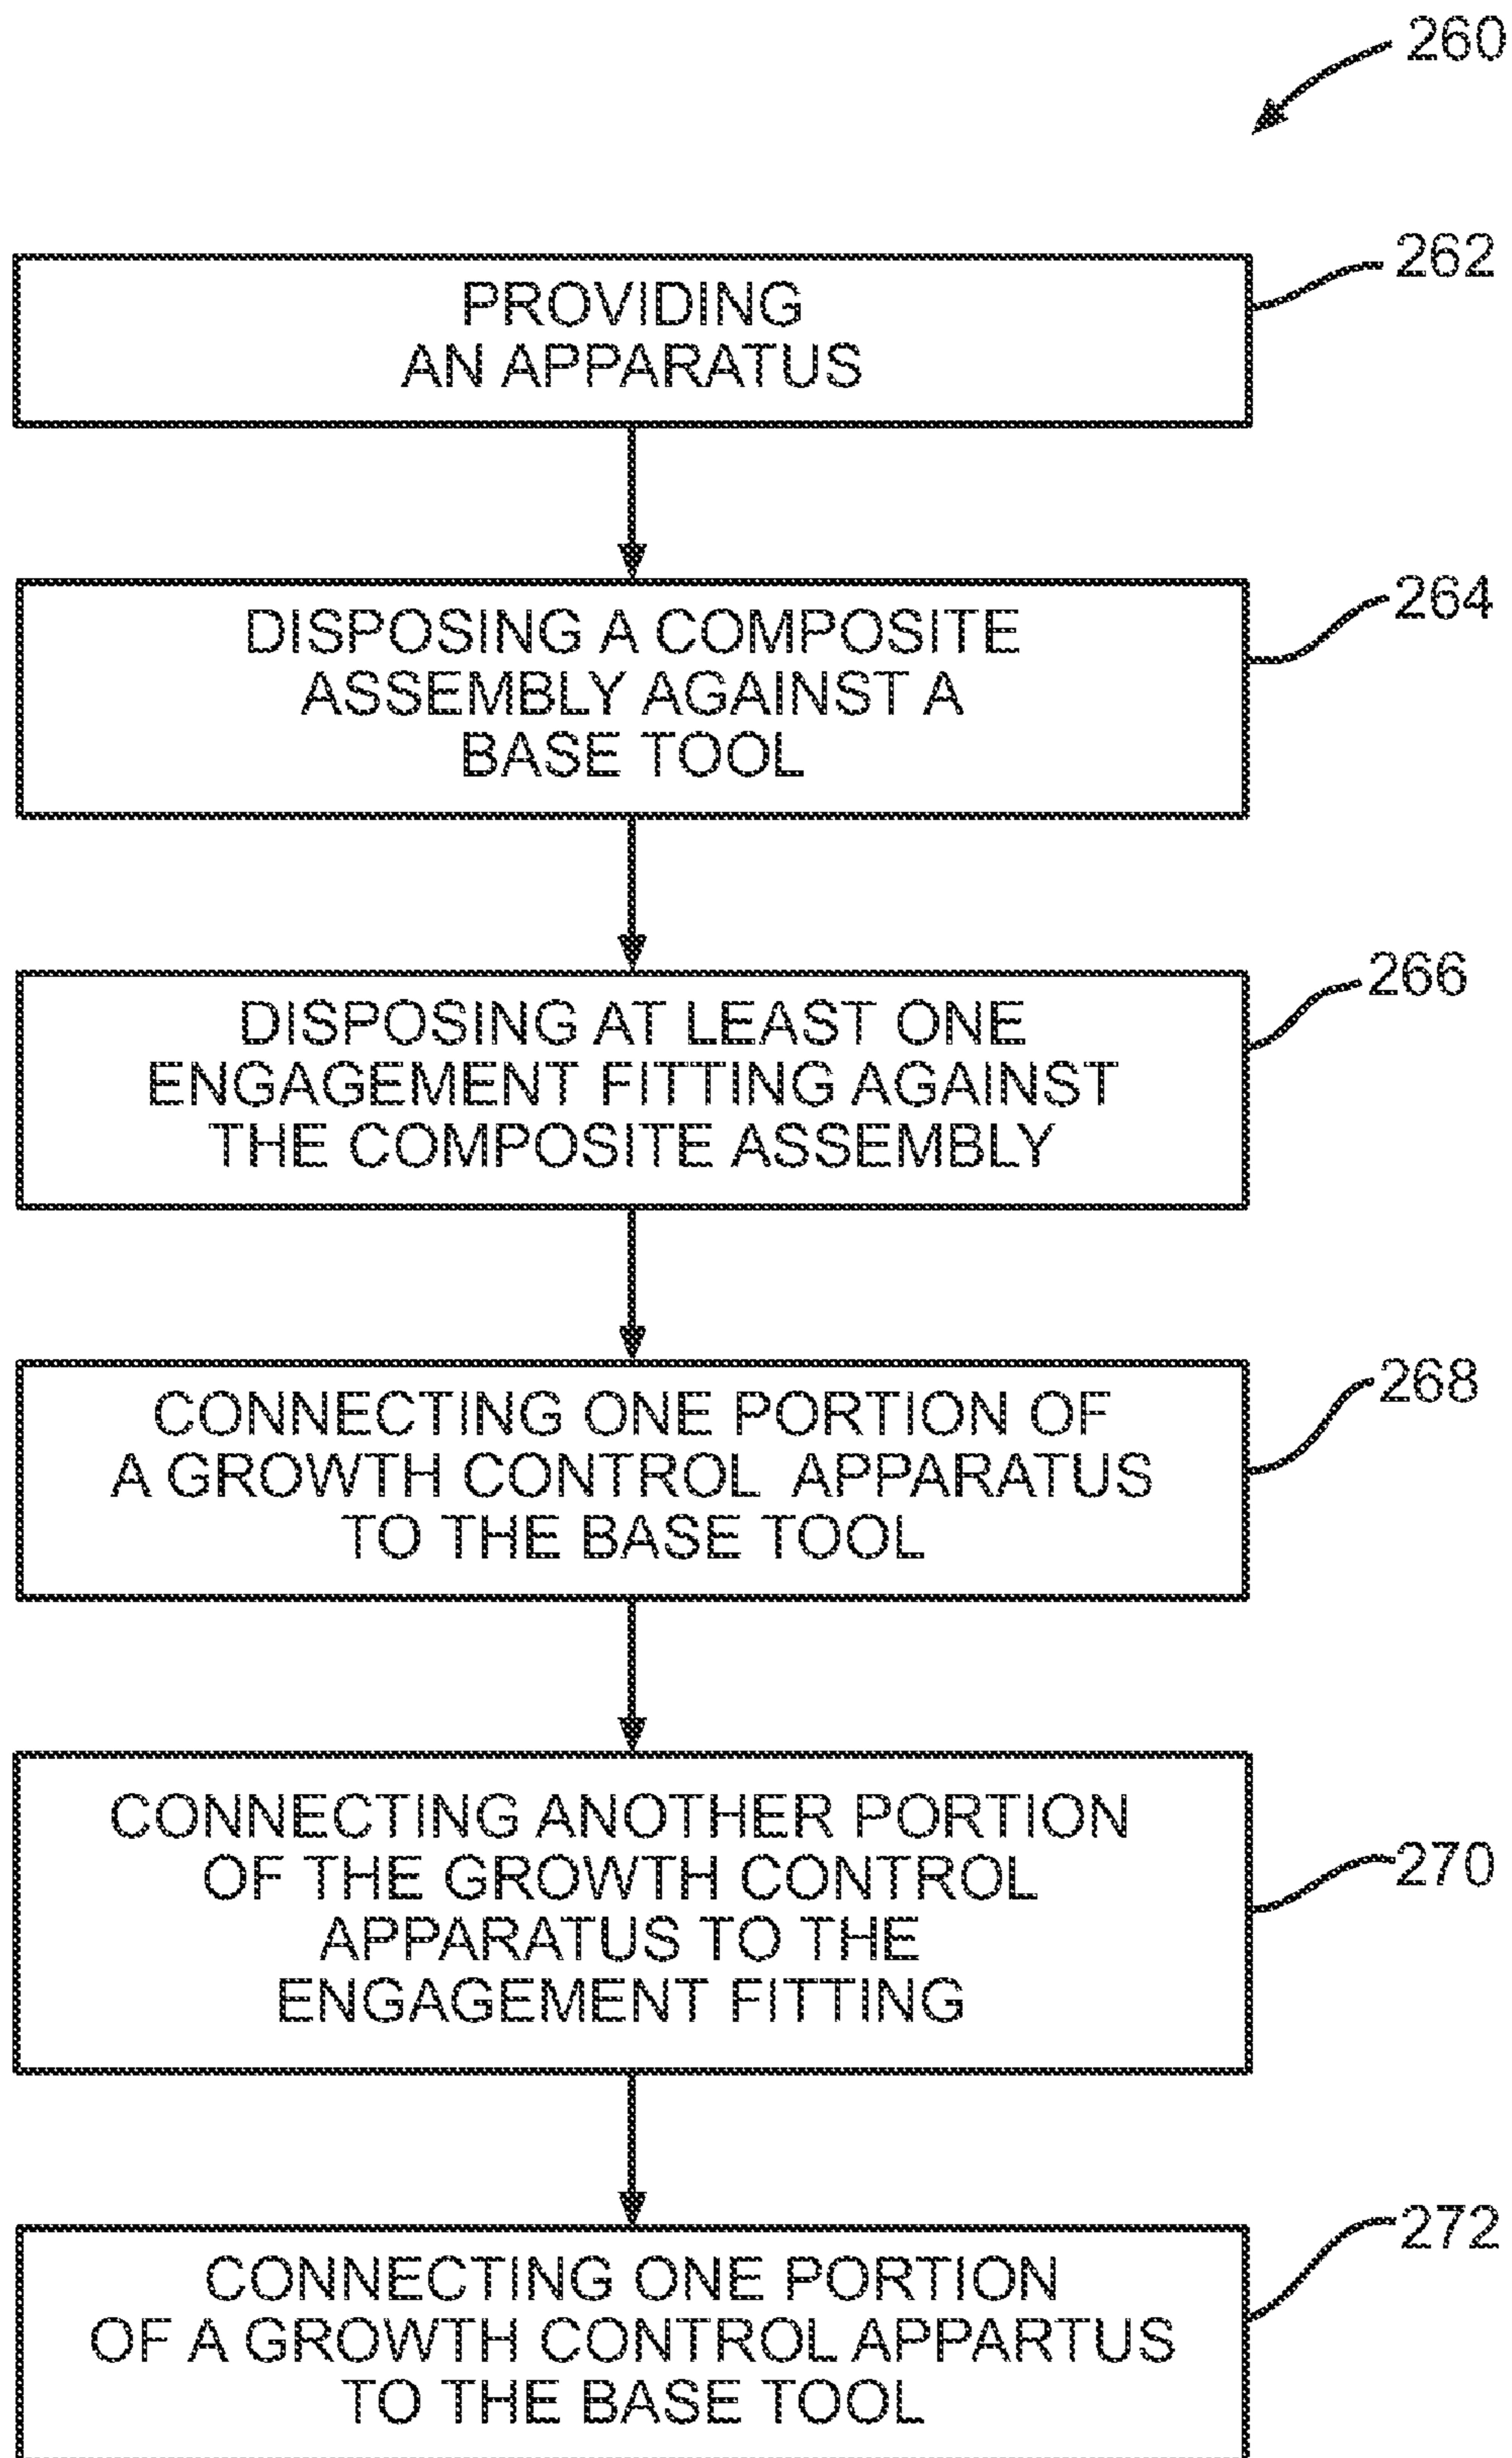 260
262
PROVIDING
AN APPARATUS
264
DISPOSING A COMPOSITE
ASSEMBLY AGAINST A
BASE TOOL
266
DISPOSING AT LEAST ONE
ENGAGEMENT FITTING AGAINST
THE COMPOSITE ASSEMBLY
268
CONNECTING ONE PORTION OF
A GROWTH CONTROL APPARATUS
TO THE BASE TOOL
270
CONNECTING ANOTHER PORTION
OF THE GROWTH CONTROL
APPARATUS TO THE
ENGAGEMENT FITTING
272
CONNECTING ONE PORTION
OF A GROWTH CONTROL APPARTUS
TO THE BASE TOOL